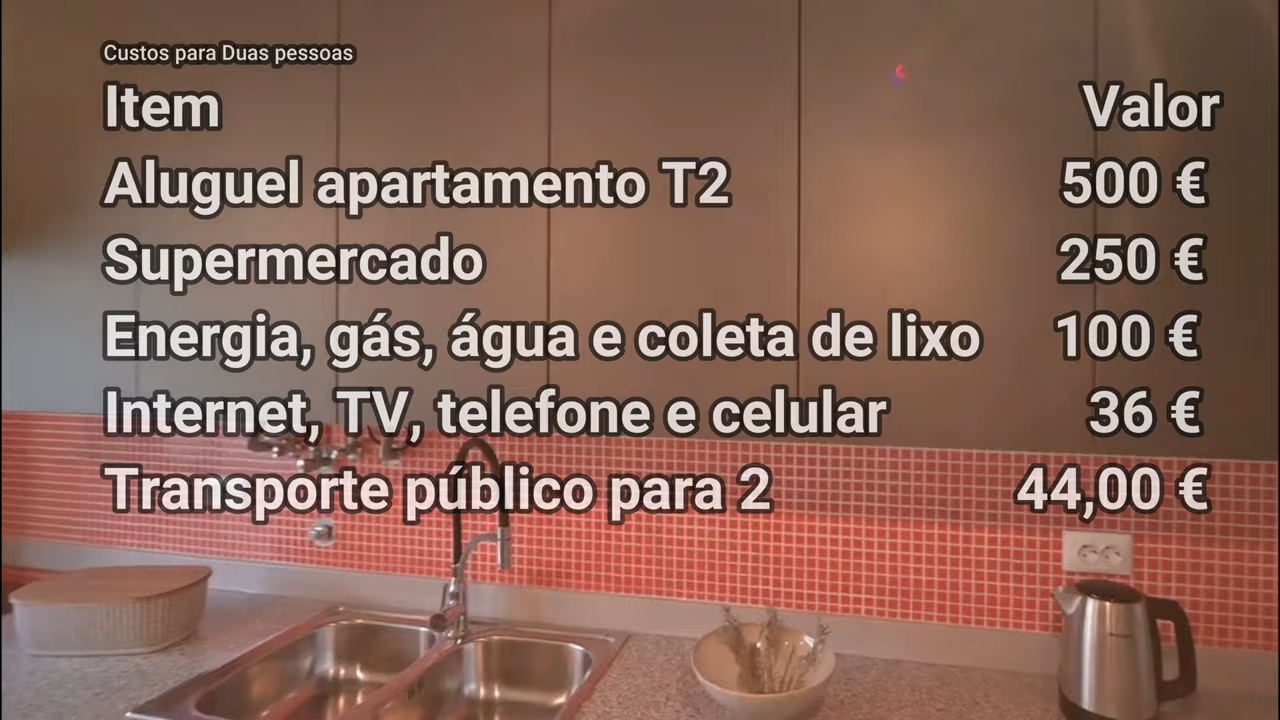 Custos para Duas pessoas
Item Valor
Aluguel apartamento T2 500 €
Supermercado 250 €
Energia, gás, água e coleta de lixo 100 €
Internet, TV, telefone e celular 36 €
Transporte público para 2 44,00 €